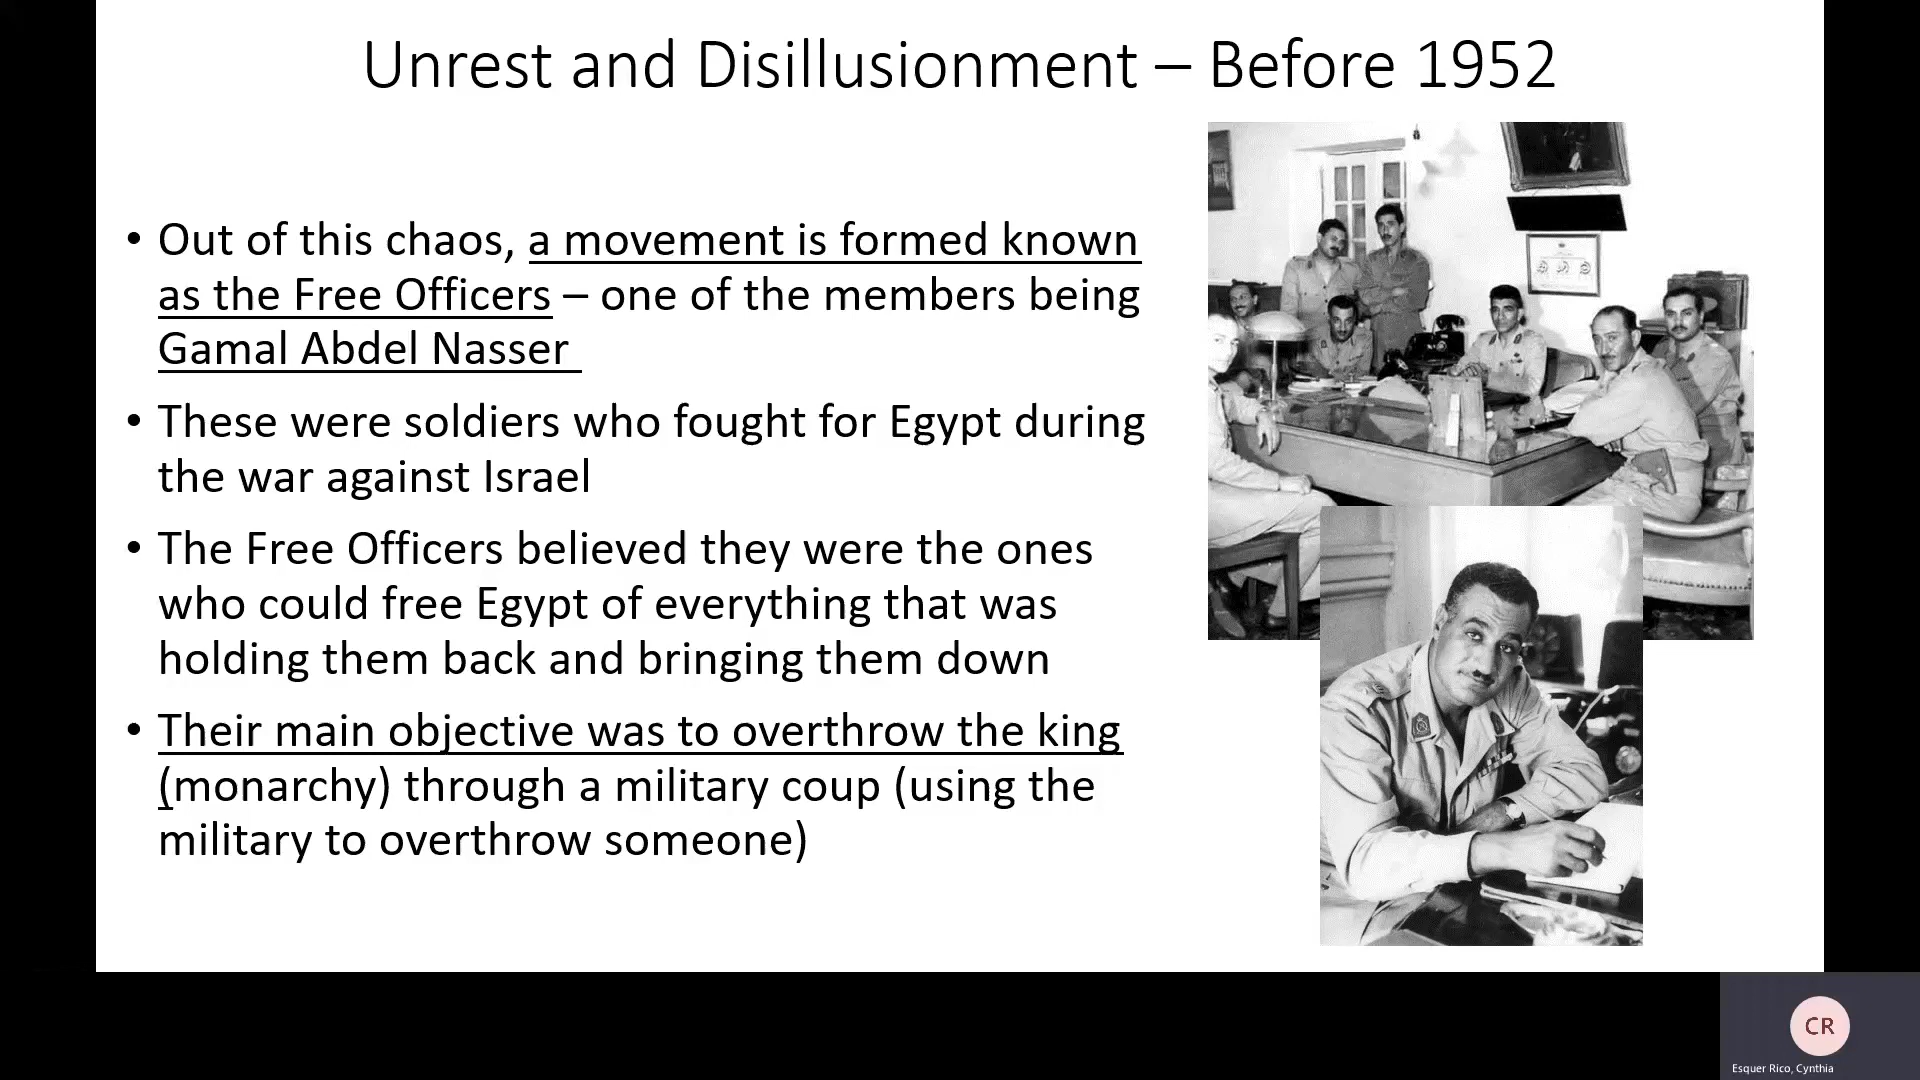 Unrest and Disillusionment – Before 1952
• Out of this chaos, a movement is formed known
as the Free Officers – one of the members being
Gamal Abdel Nasser
• These were soldiers who fought for Egypt during
the war against Israel
• The Free Officers believed they were the ones
who could free Egypt of everything that was
holding them back and bringing them down
• Their main objective was to overthrow the king
(monarchy) through a military coup (using the
military to overthrow someone)
CR
Esquer Rico, Cynthia